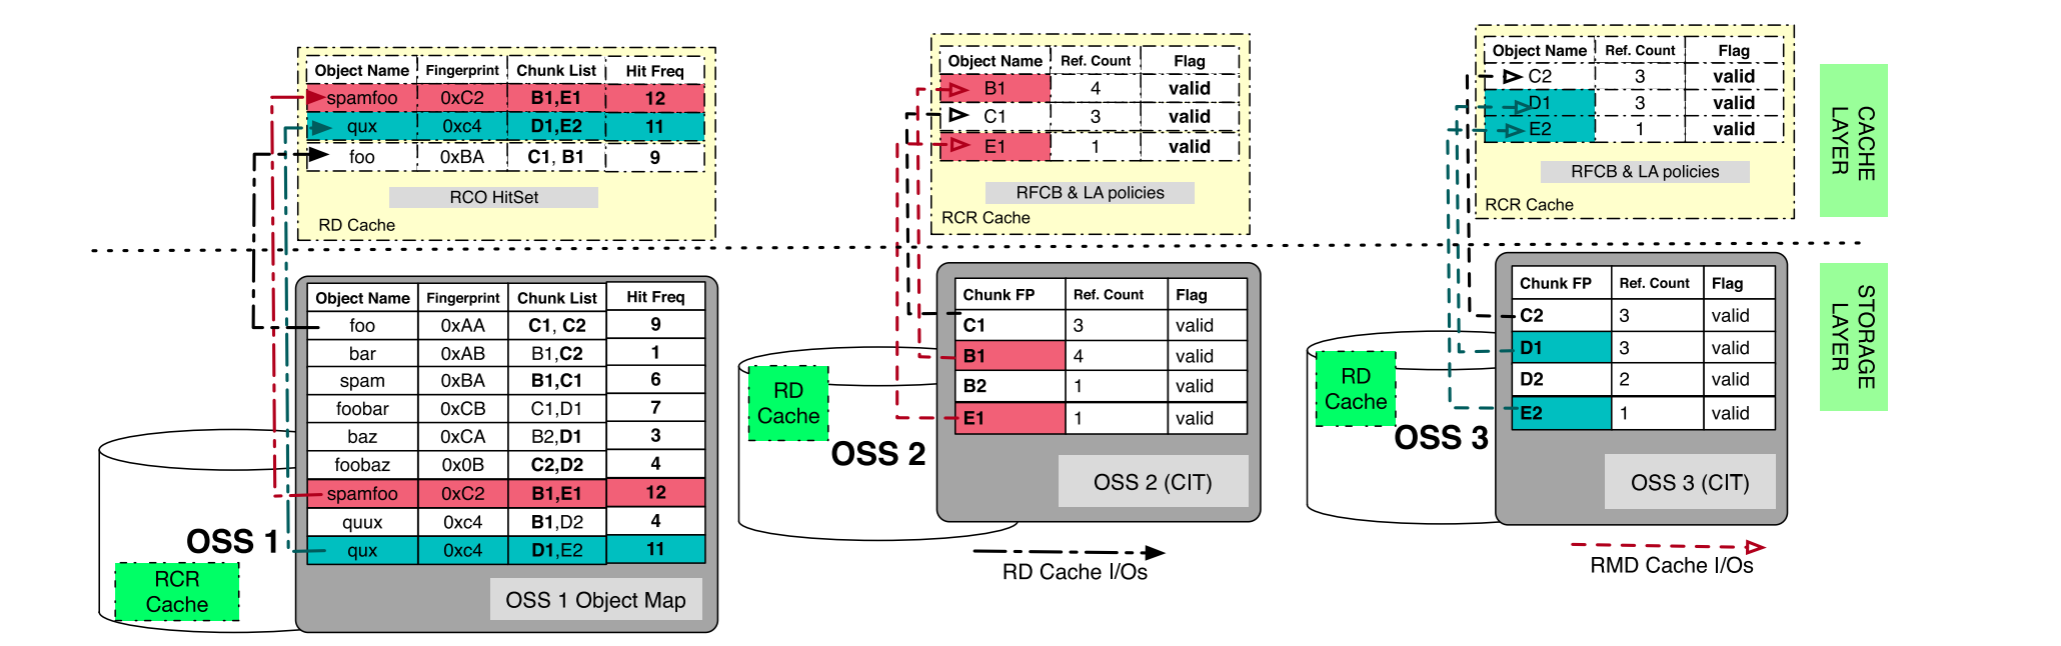 Object Name Fingerprint Chunk List Hit Freq
spamfoo 0xC2 B1,E1 12
qux 0xc4 D1,E2 11
foo 0xBA C1, B1 9
RCO HitSet
RD Cache
Object Name Ref. Count Flag
B1 4 valid
C1 3 valid
E1 1 valid
RFCB & LA policies
RCR Cache
Object Name Ref. Count Flag
C2 3 valid
D1 3 valid
E2 1 valid
RFCB & LA policies
RCR Cache
CACHE
LAYER
Object Name Fingerprint Chunk List Hit Freq
foo 0xAA C1, C2 9
bar 0xAB B1,C2 1
spam 0xBA B1,C1 6
foobar 0xCB C1,D1 7
baz 0xCA B2,D1 3
foobaz 0x0B C2,D2 4
spamfoo 0xC2 B1,E1 12
quux 0xc4 B1,D2 4
qux 0xc4 D1,E2 11
OSS 1 Object Map
OSS 1
RCR
Cache
Chunk FP Ref. Count Flag
C1 3 valid
B1 4 valid
B2 1 valid
E1 1 valid
OSS 2 (CIT)
RD
Cache
OSS 2
RD Cache I/Os
Chunk FP Ref. Count Flag
C2 3 valid
D1 3 valid
D2 2 valid
E2 1 valid
OSS 3 (CIT)
RD
Cache
OSS 3
RMD Cache I/Os
STORAGE
LAYER